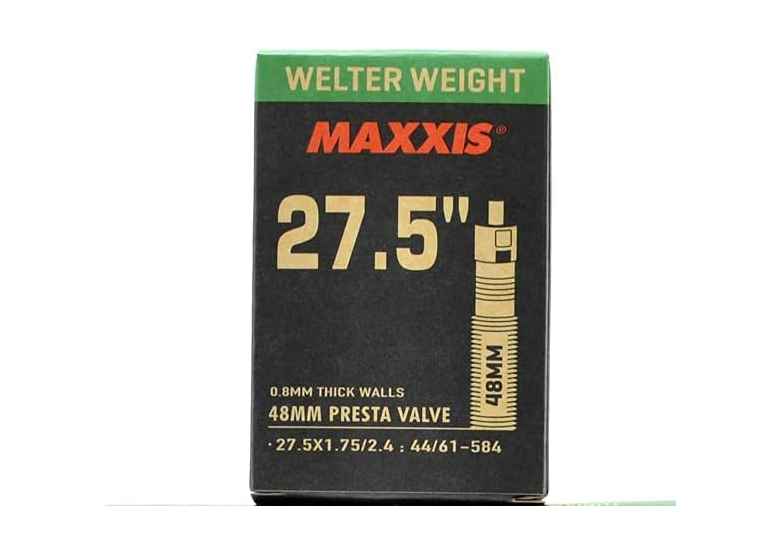 WELTER WEIGHT
MAXXIS®
27.5"
48MM
0.8MM THICK WALLS
48MM PRESTA VALVE
· 27.5X1.75/2.4 : 44/61-584